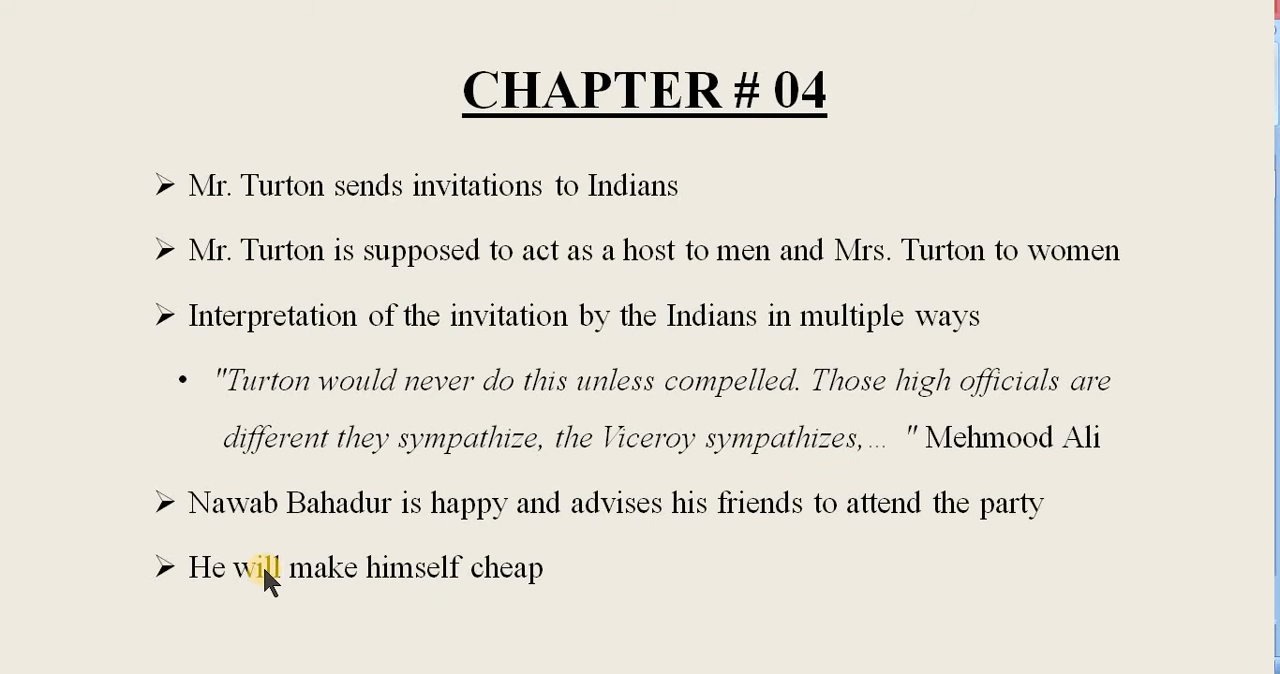 CHAPTER # 04
➢ Mr. Turton sends invitations to Indians
➢ Mr. Turton is supposed to act as a host to men and Mrs. Turton to women
➢ Interpretation of the invitation by the Indians in multiple ways
• "Turton would never do this unless compelled. Those high officials are
different they sympathize, the Viceroy sympathizes,... " Mehmood Ali
➢ Nawab Bahadur is happy and advises his friends to attend the party
➢ He will make himself cheap